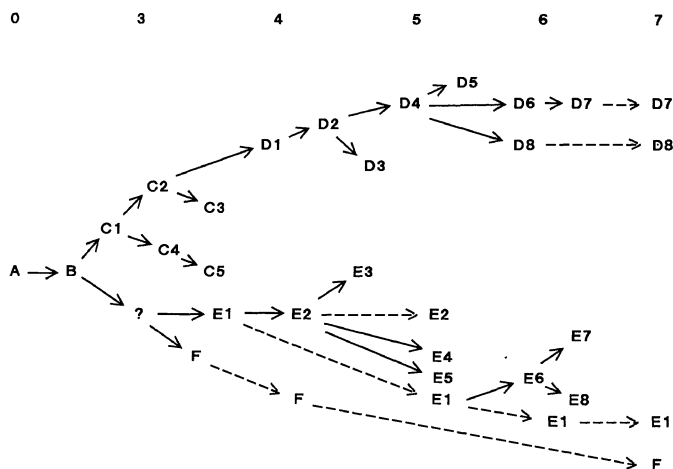 0 3 4 5 6 7
D5
D4 D6 D7 D7
D1 D2
D8 D8
D3
C2
C3
C1
C4
A B C5 E3
? E1 E2 E2
E7
F E4
E5 E6
F E1 E8
E1 E1
F